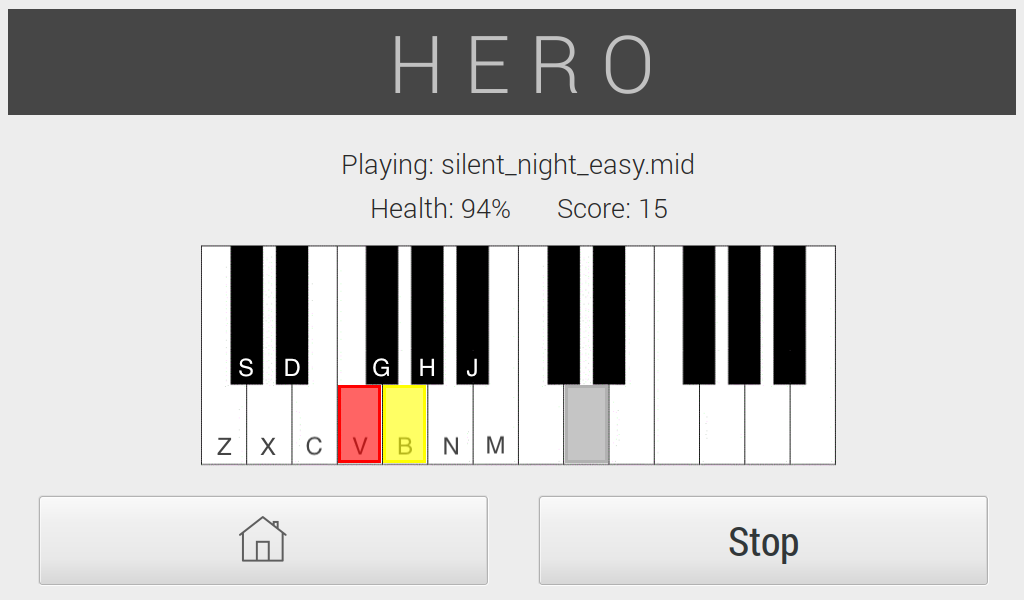 HERO
Playing: silent_night_easy.mid
Health: 94% Score: 15
S D G H J
Z X C V B N M
Stop